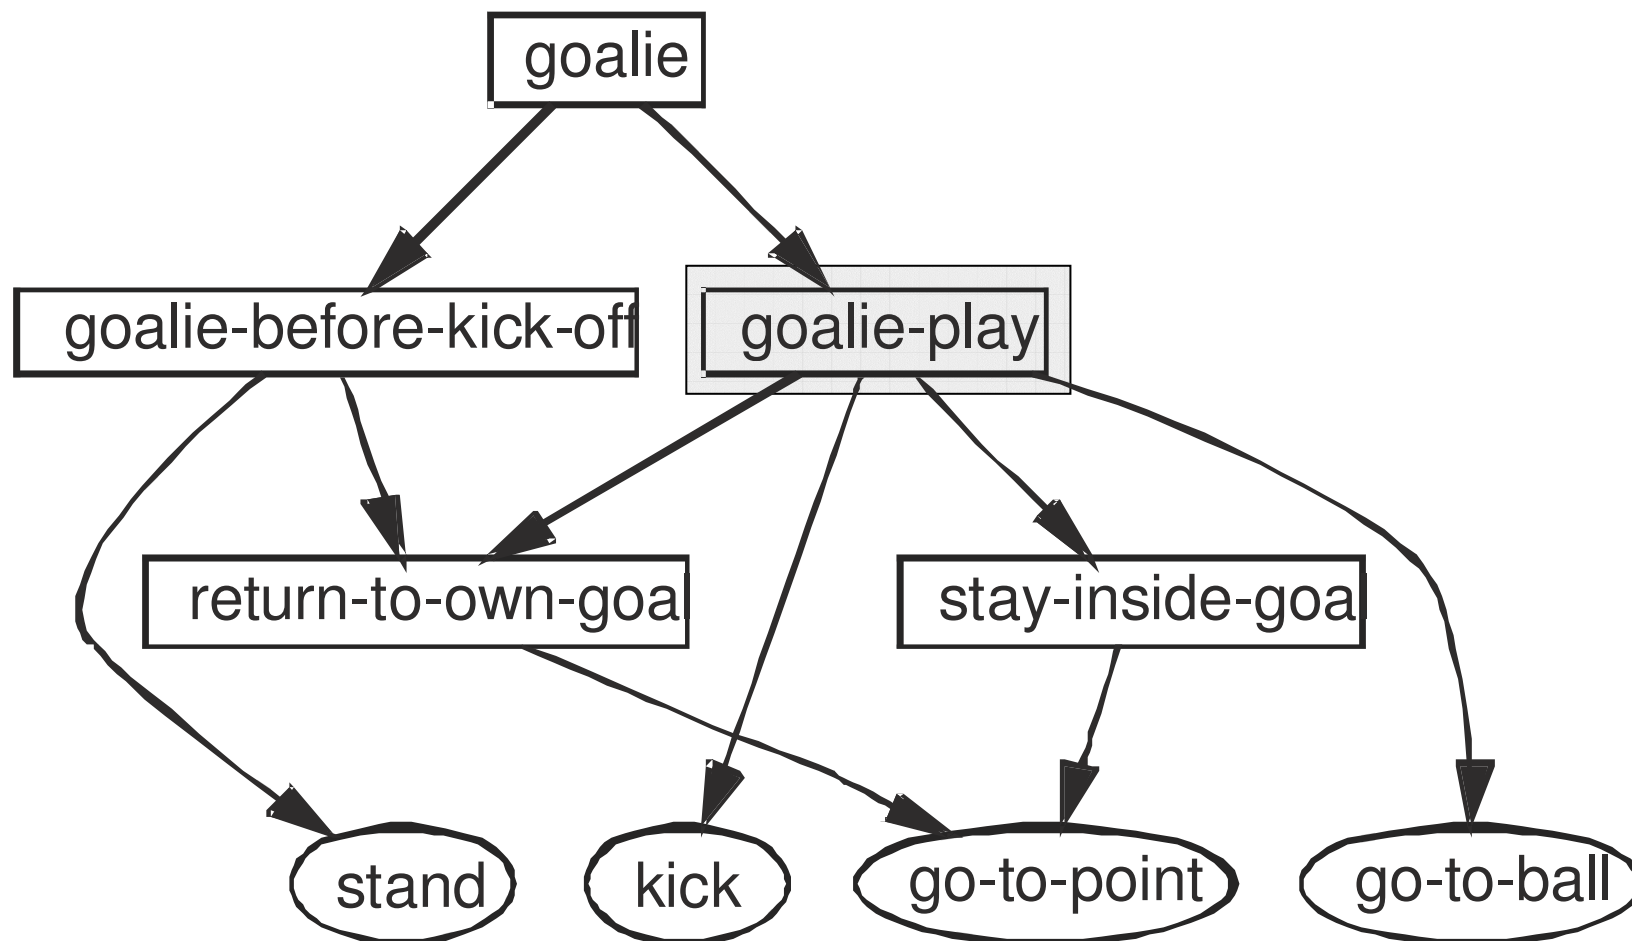 goalie
goalie-before-kick-off
goalie-play
return-to-own-goal
stay-inside-goal
stand
kick
go-to-point
go-to-ball